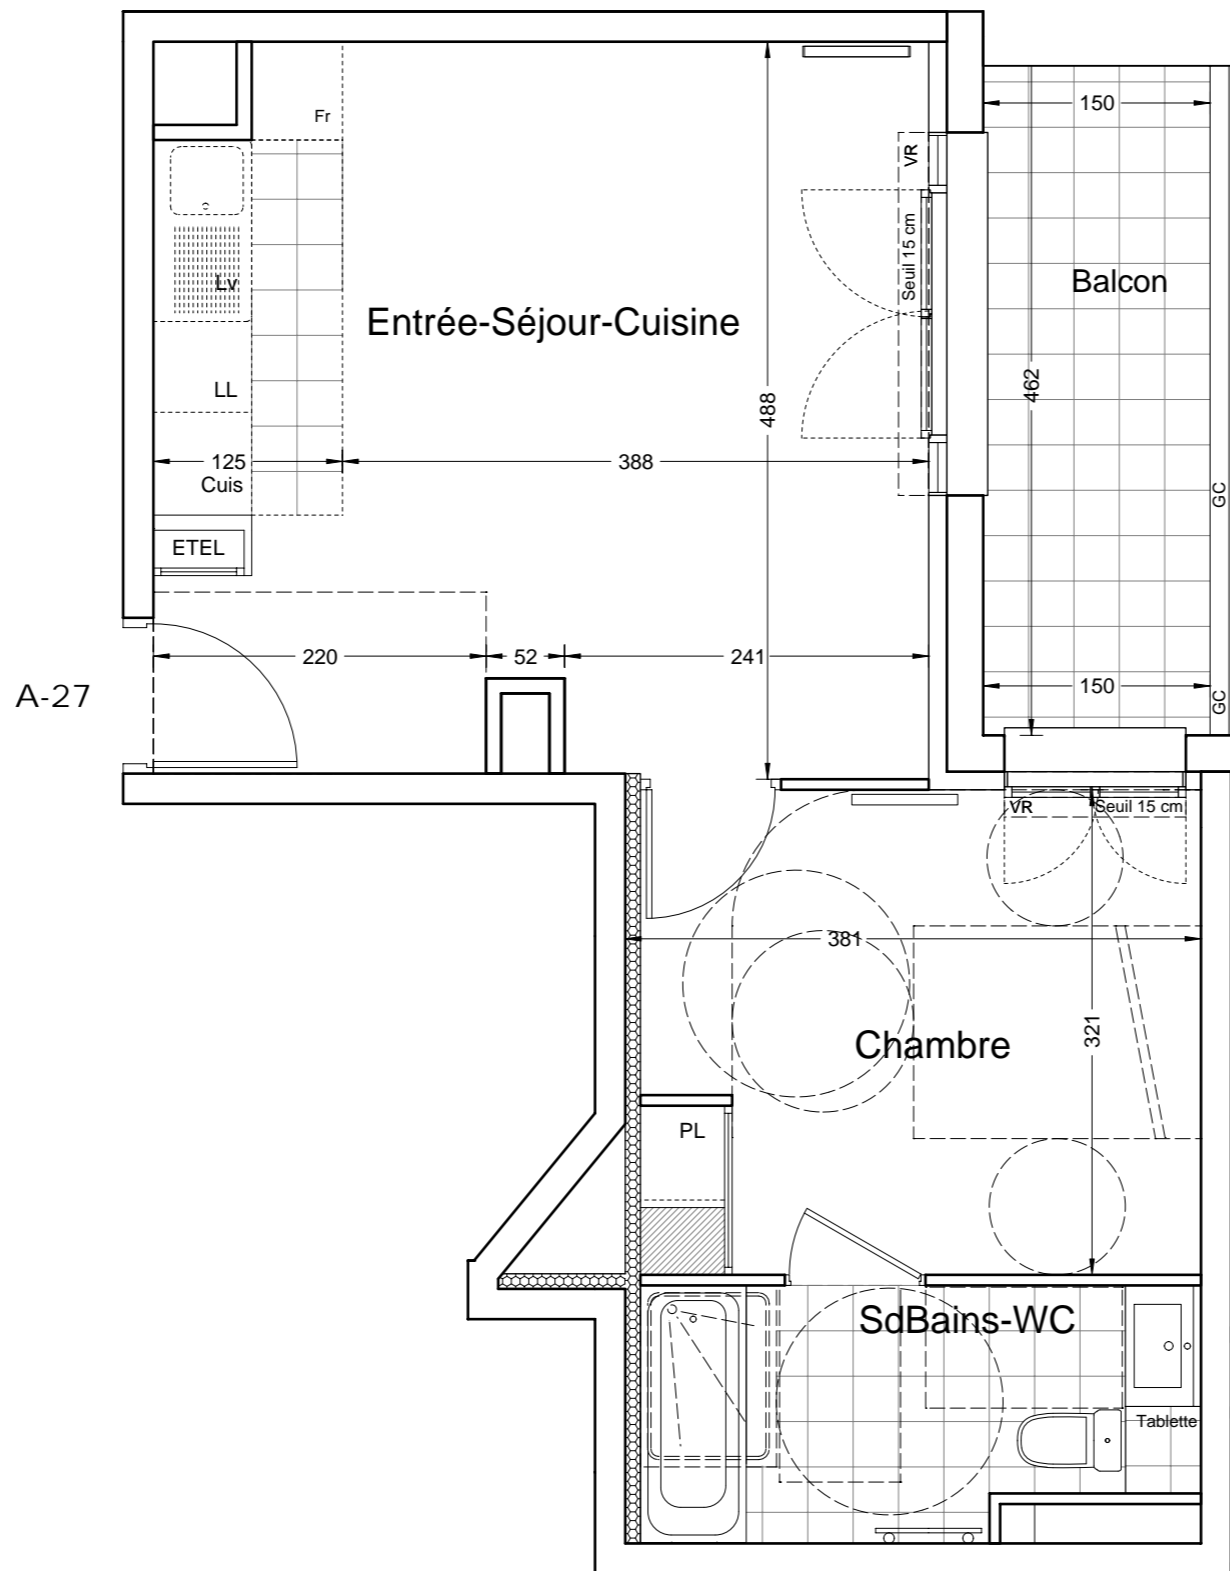 150
Fr
VR
Seuil 15 cm
Balcon
Lv
Entrée-Séjour-Cuisine
462
LL
488
125
388
Cuis
GC
ETEL
220
52
241
A-27
150
GC
VR
Seuil 15 cm
381
321
Chambre
PL
SdBains-WC
Tablette